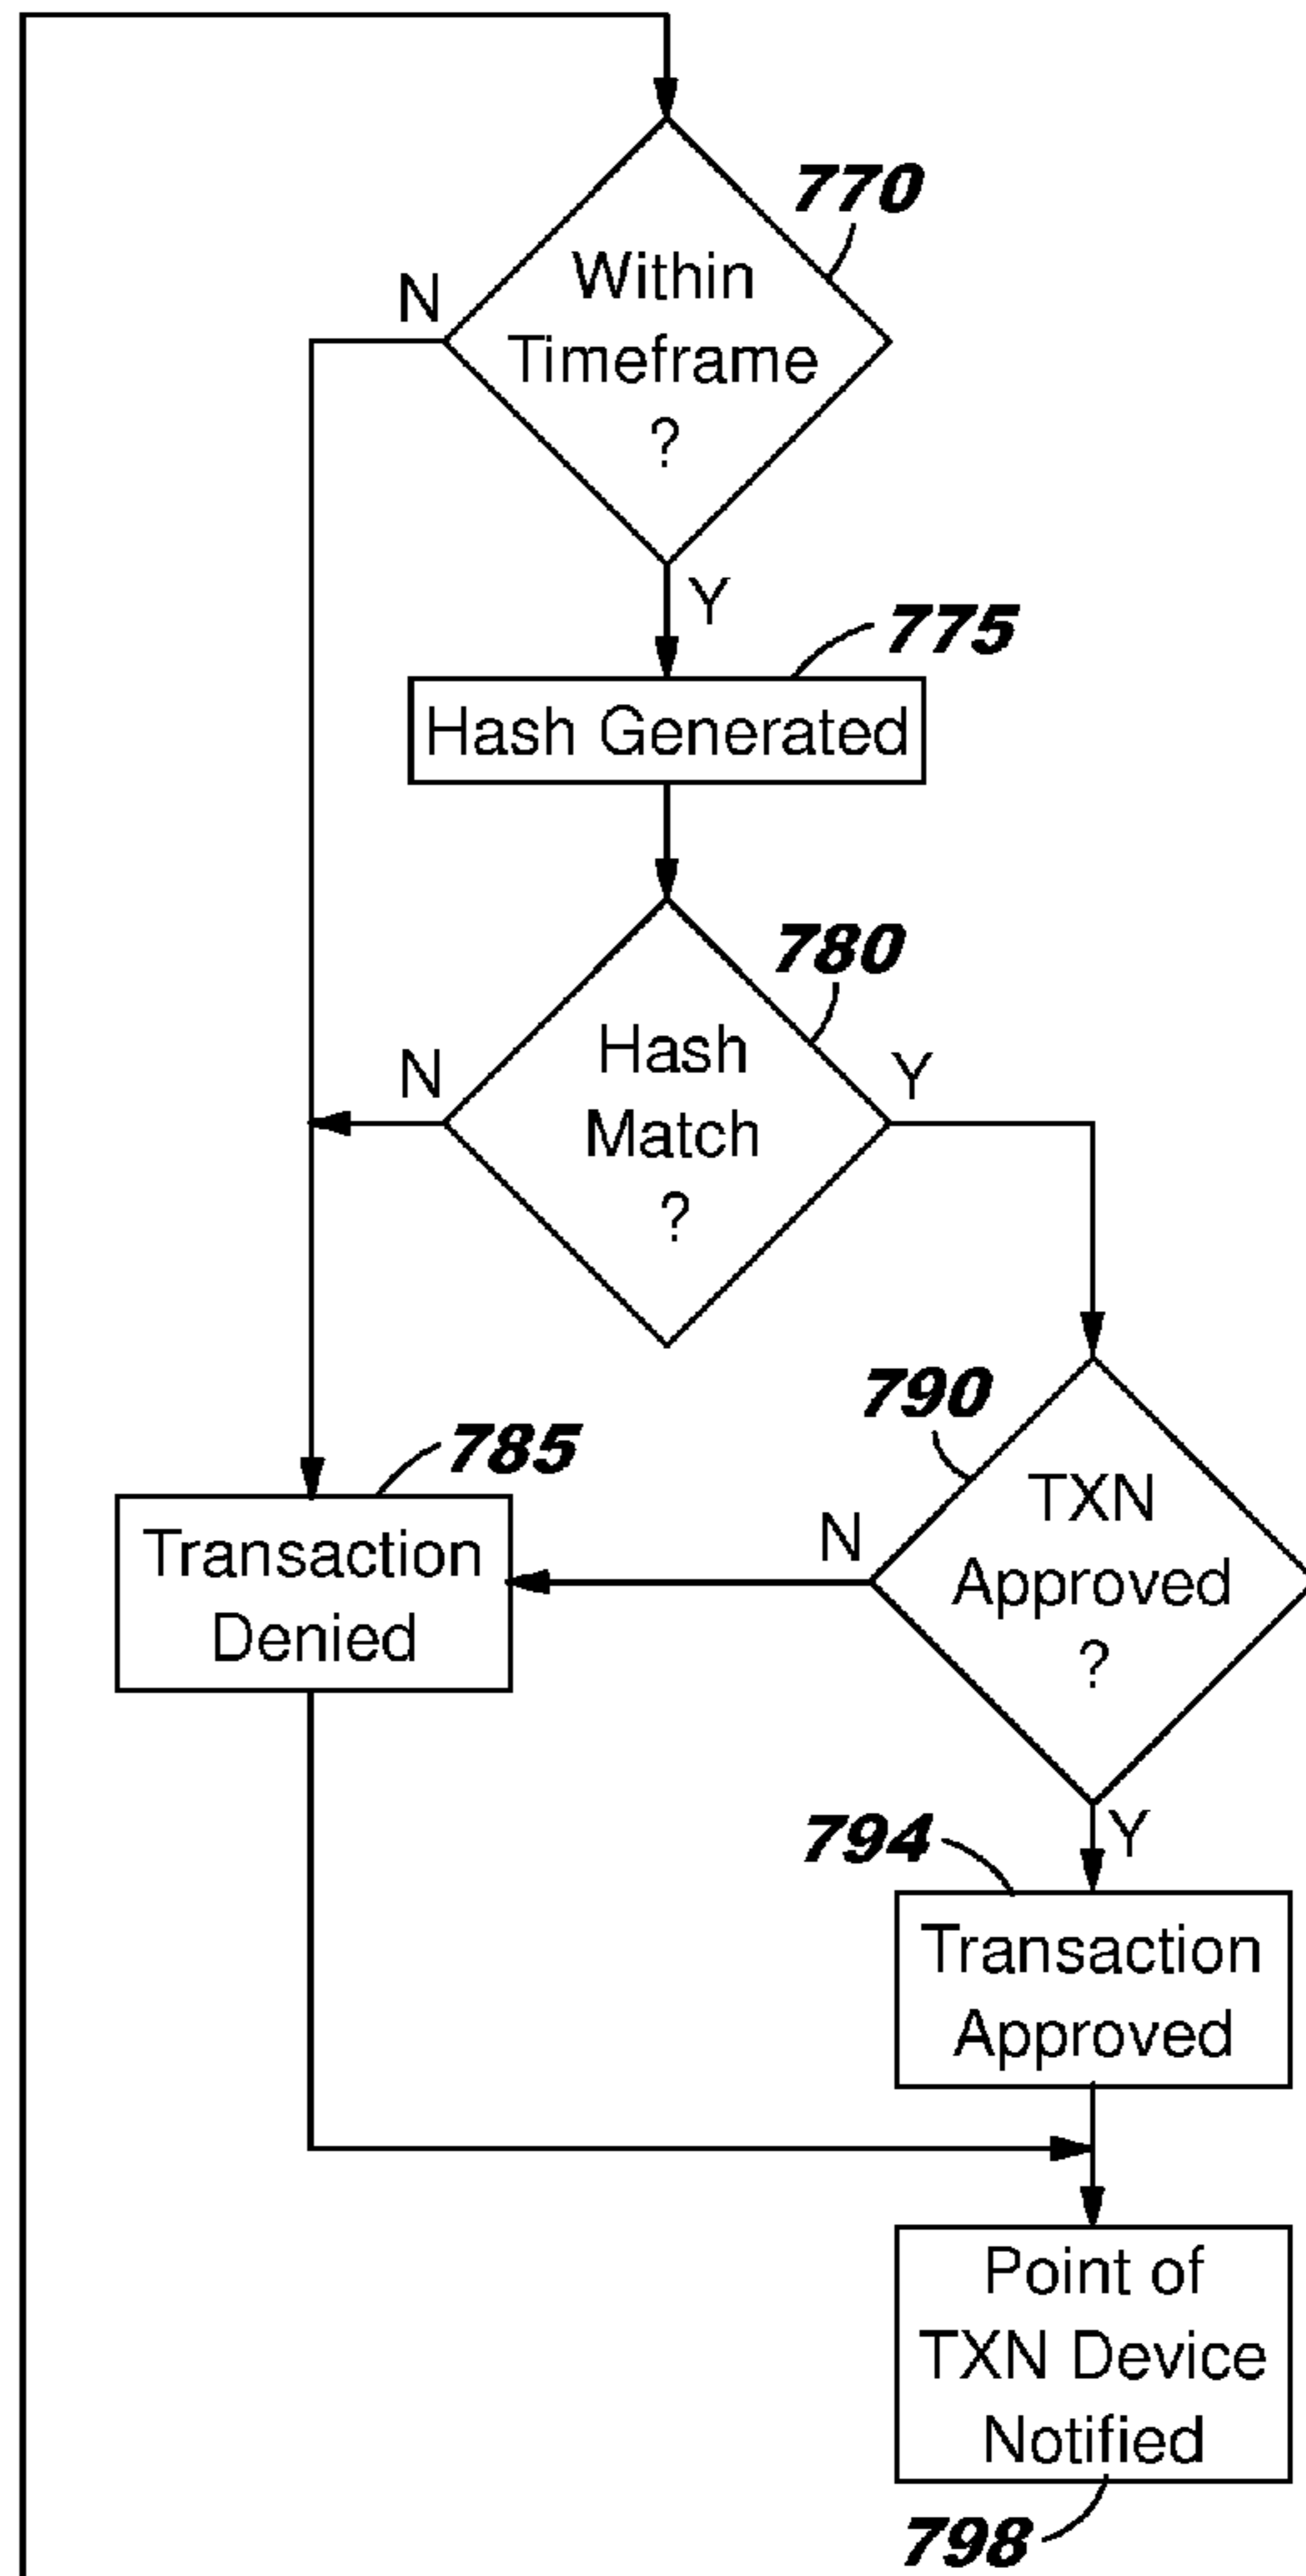 770
Within
Timeframe
?
N
Y
775
Hash Generated
780
Hash
Match
?
N
Y
790
TXN
Approved
?
N
785
Transaction
Denied
Y
794
Transaction
Approved
Point of
TXN Device
Notified
798